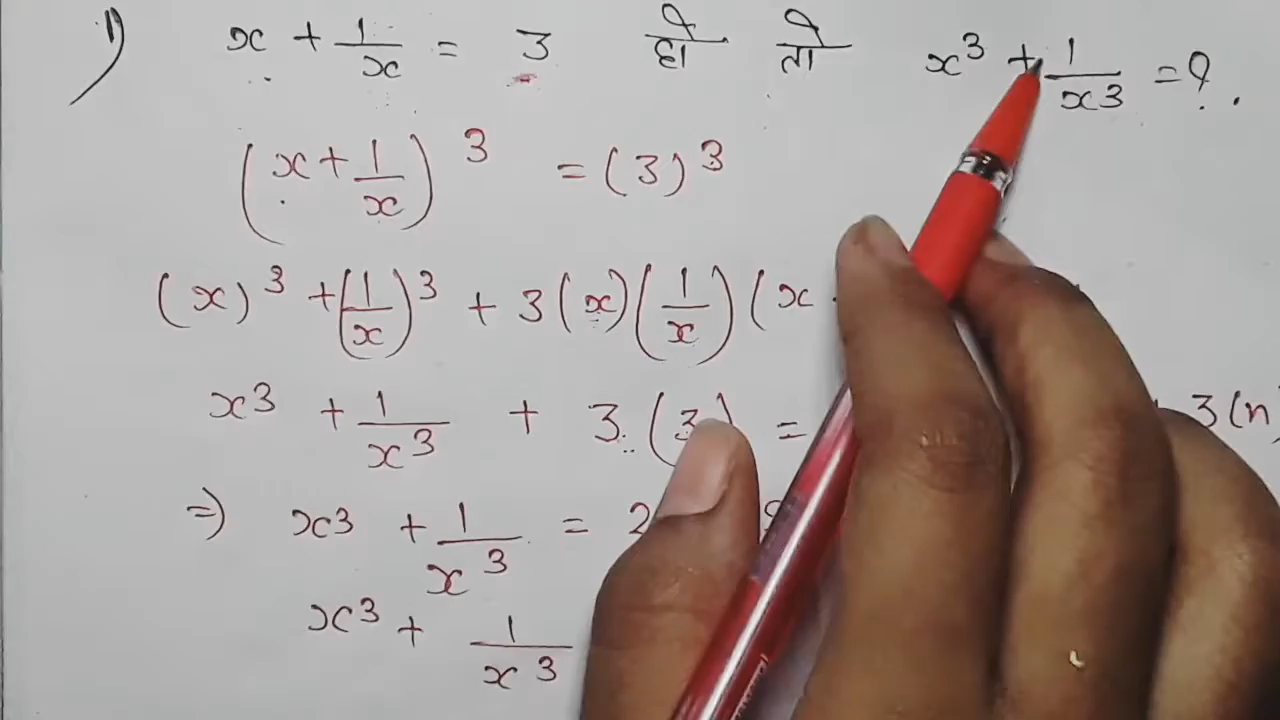 1) x + 1/x = 3 हो तो x³ + 1/x³ = ?.
(x + 1/x)³ = (3)³
(x)³ + (1/x)³ + 3(x)(1/x)(x
x³ + 1/x³ + 3(3) = + 3(n)
=) x³ + 1/x³ = 2
x³ + 1/x³